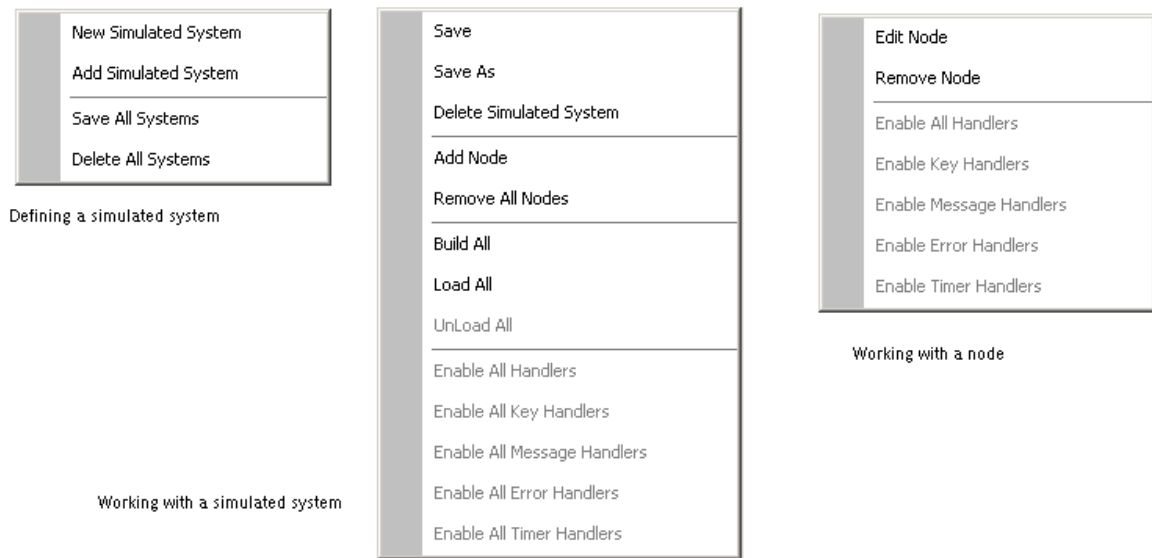 New Simulated System
Add Simulated System
Save All Systems
Delete All Systems
Defining a simulated system
Save
Save As
Delete Simulated System
Add Node
Remove All Nodes
Build All
Load All
UnLoad All
Enable All Handlers
Enable All Key Handlers
Enable All Message Handlers
Enable All Error Handlers
Enable All Timer Handlers
Working with a simulated system
Edit Node
Remove Node
Enable All Handlers
Enable Key Handlers
Enable Message Handlers
Enable Error Handlers
Enable Timer Handlers
Working with a node